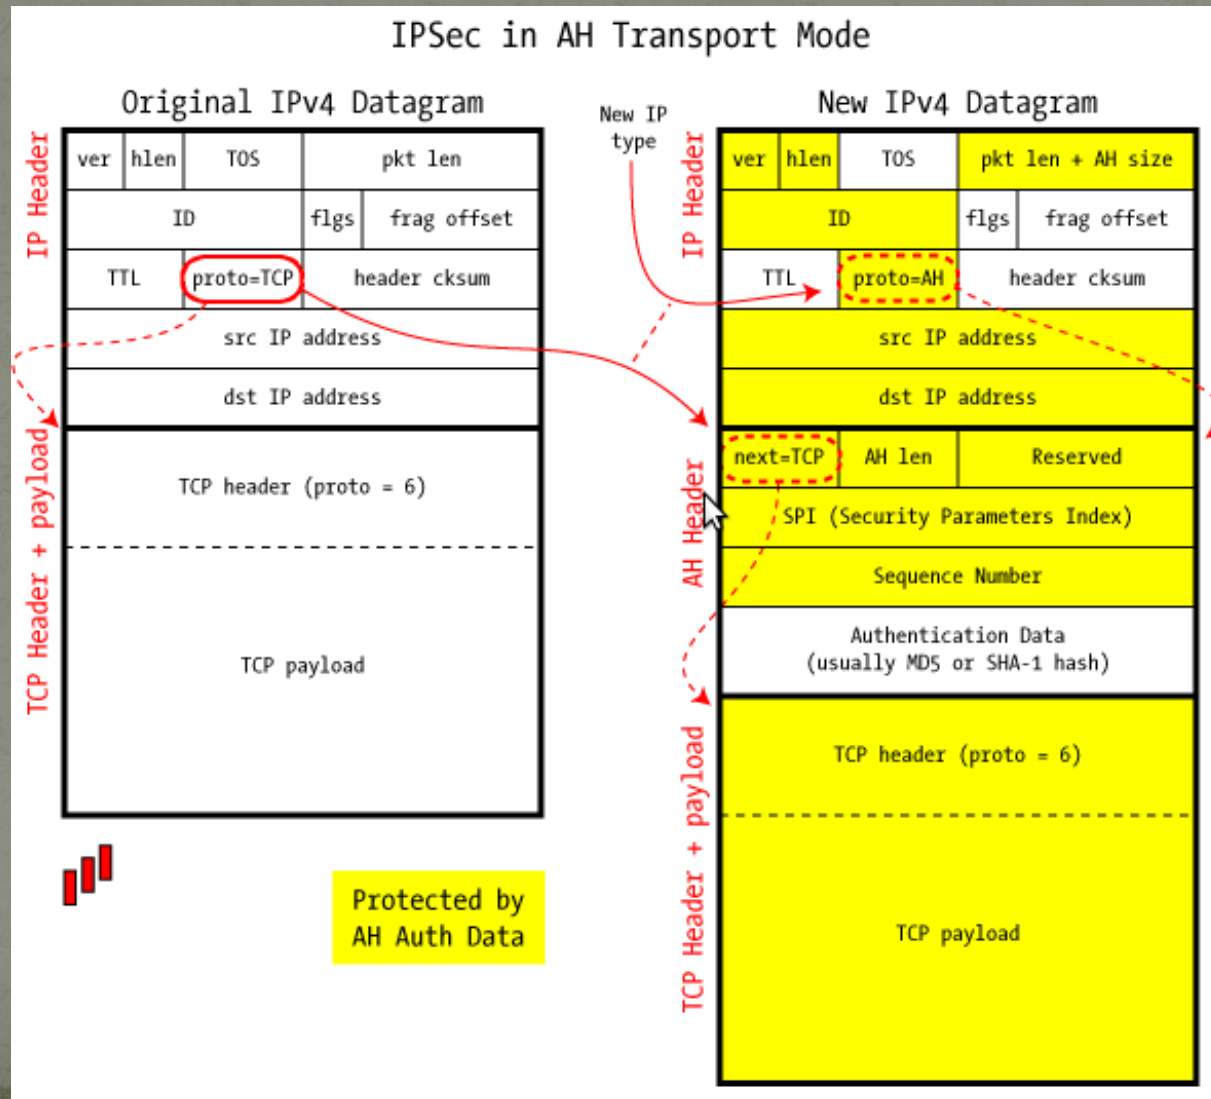 IPSec in AH Transport Mode
Original IPv4 Datagram
IP Header
ver hlen TOS pkt len
ID flgs frag offset
TTL proto=TCP header cksum
src IP address
dst IP address
TCP Header + payload
TCP header (proto = 6)
TCP payload
Protected by
AH Auth Data
New IP
type
New IPv4 Datagram
IP Header
ver hlen TOS pkt len + AH size
ID flgs frag offset
TTL proto=AH header cksum
src IP address
dst IP address
AH Header
next=TCP AH len Reserved
SPI (Security Parameters Index)
Sequence Number
Authentication Data
(usually MD5 or SHA-1 hash)
TCP Header + payload
TCP header (proto = 6)
TCP payload